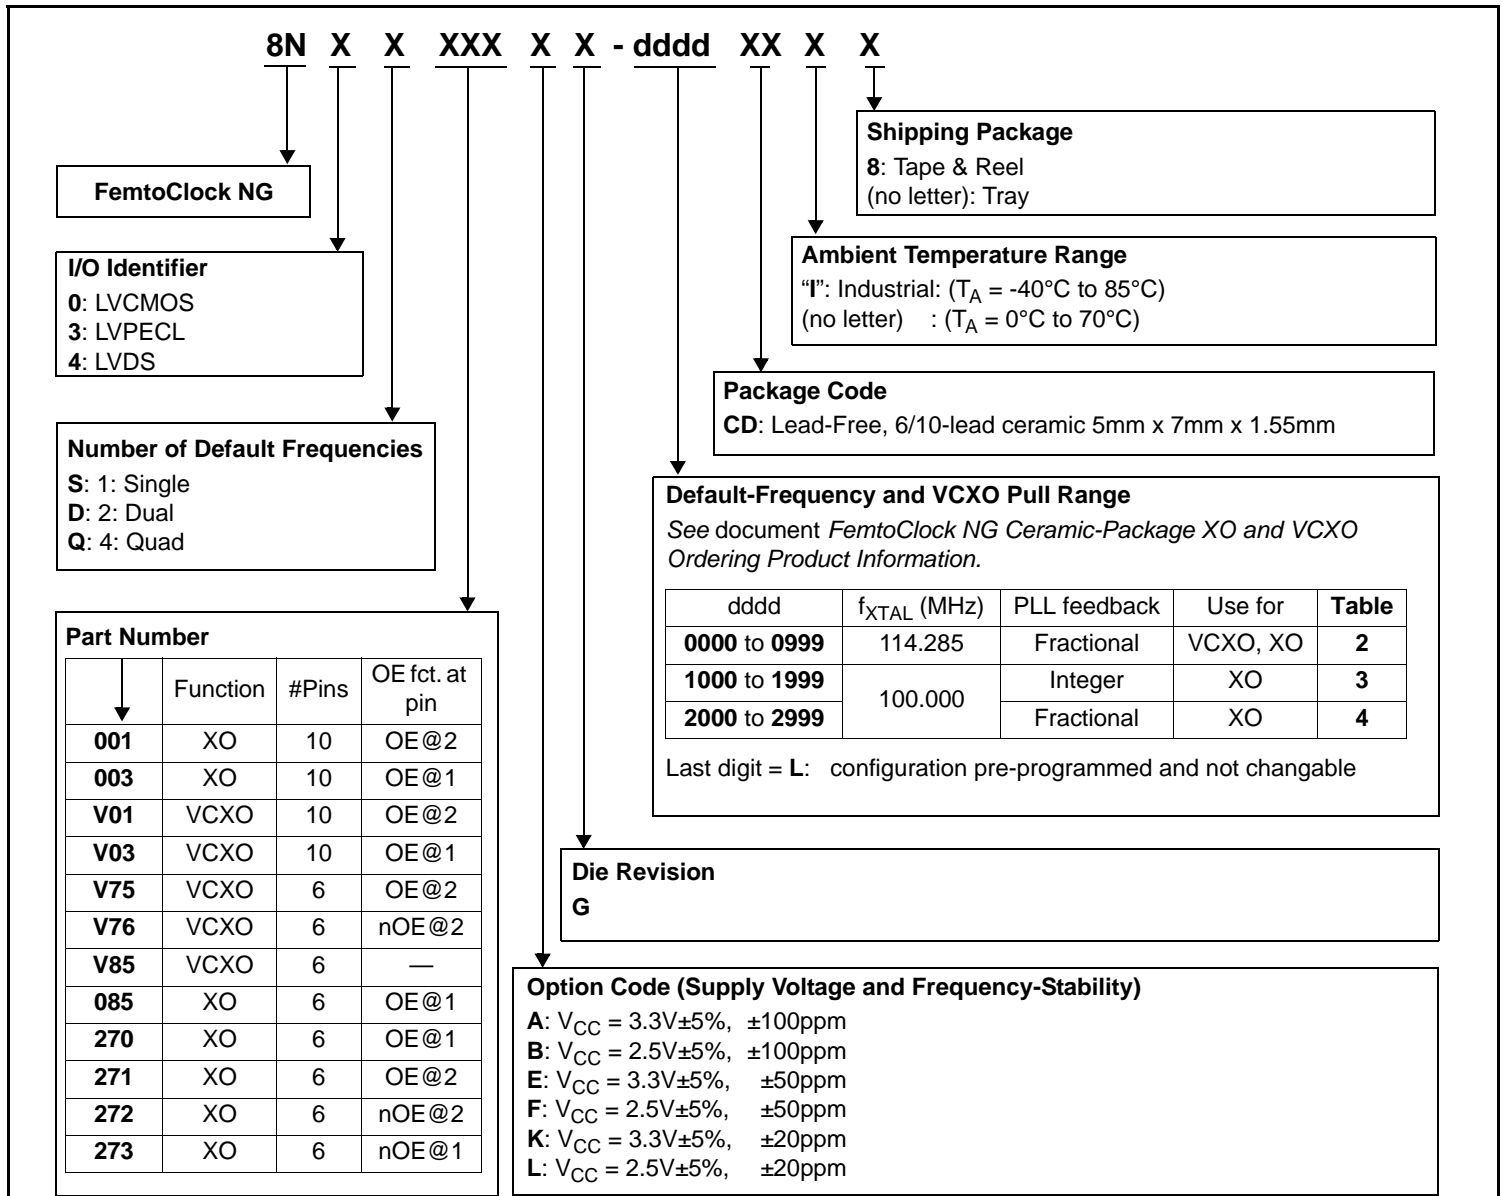 8N X X XXX X X - dddd XX X X
Shipping Package
8: Tape & Reel
(no letter): Tray
FemtoClock NG
Ambient Temperature Range
“I”: Industrial: (TA = -40°C to 85°C)
(no letter) : (TA = 0°C to 70°C)
I/O Identifier
0: LVCMOS
3: LVPECL
4: LVDS
Package Code
CD: Lead-Free, 6/10-lead ceramic 5mm x 7mm x 1.55mm
Number of Default Frequencies
S: 1: Single
D: 2: Dual
Q: 4: Quad
Default-Frequency and VCXO Pull Range
See document FemtoClock NG Ceramic-Package XO and VCXO
Ordering Product Information.
dddd fXTAL (MHz) PLL feedback Use for Table
0000 to 0999 114.285 Fractional VCXO, XO 2
1000 to 1999 100.000 Integer XO 3
2000 to 2999 Fractional XO 4
Last digit = L: configuration pre-programmed and not changable
Part Number
Function #Pins OE fct. at
pin
001 XO 10 OE@2
003 XO 10 OE@1
V01 VCXO 10 OE@2
V03 VCXO 10 OE@1
V75 VCXO 6 OE@2
V76 VCXO 6 nOE@2
V85 VCXO 6 —
085 XO 6 OE@1
270 XO 6 OE@1
271 XO 6 OE@2
272 XO 6 nOE@2
273 XO 6 nOE@1
Die Revision
G
Option Code (Supply Voltage and Frequency-Stability)
A: VCC = 3.3V±5%, ±100ppm
B: VCC = 2.5V±5%, ±100ppm
E: VCC = 3.3V±5%, ±50ppm
F: VCC = 2.5V±5%, ±50ppm
K: VCC = 3.3V±5%, ±20ppm
L: VCC = 2.5V±5%, ±20ppm